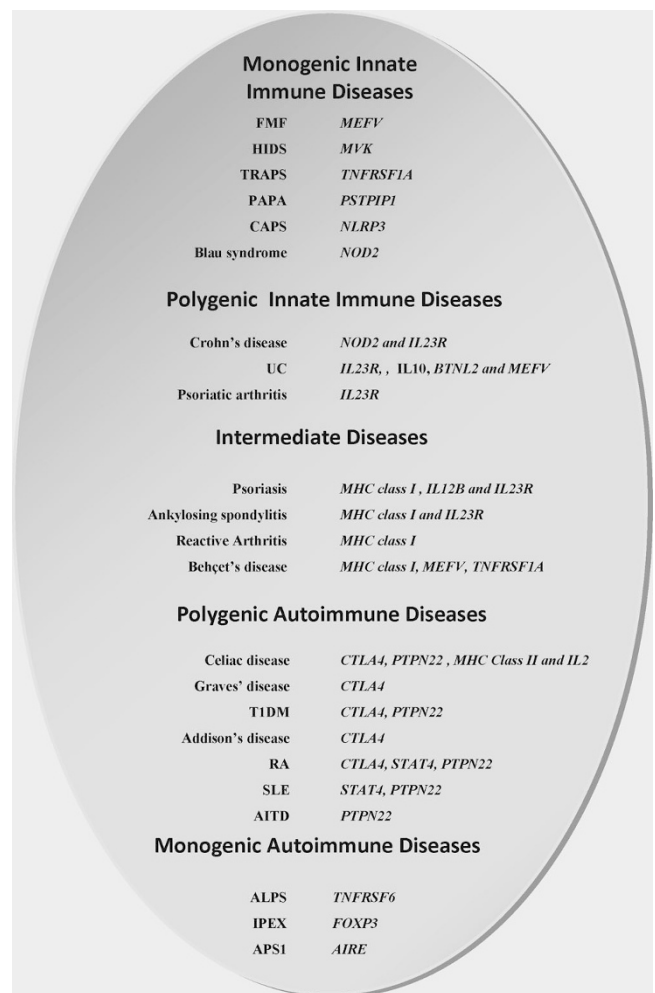 Monogenic Innate
Immune Diseases
FMF MEFV
HIDS MVK
TRAPS TNFRSF1A
PAPA PSTPIP1
CAPS NLRP3
Blau syndrome NOD2
Polygenic Innate Immune Diseases
Crohn's disease NOD2 and IL23R
UC IL23R, , IL10, BTNL2 and MEFV
Psoriatic arthritis IL23R
Intermediate Diseases
Psoriasis MHC class I , IL12B and IL23R
Ankylosing spondylitis MHC class I and IL23R
Reactive Arthritis MHC class I
Behçet's disease MHC class I, MEFV, TNFRSF1A
Polygenic Autoimmune Diseases
Celiac disease CTLA4, PTPN22 , MHC Class II and IL2
Graves' disease CTLA4
T1DM CTLA4, PTPN22
Addison's disease CTLA4
RA CTLA4, STAT4, PTPN22
SLE STAT4, PTPN22
AITD PTPN22
Monogenic Autoimmune Diseases
ALPS TNFRSF6
IPEX FOXP3
APS1 AIRE